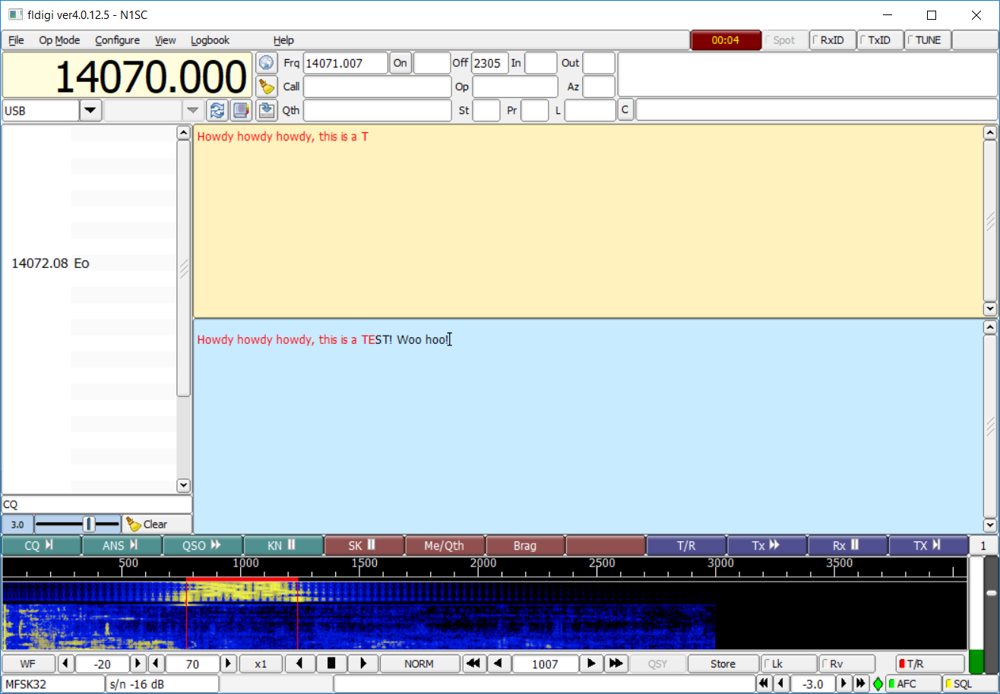 fldigi ver4.0.12.5 - N1SC
File Op Mode Configure View Logbook Help 00:04 Spot RxID TxID TUNE
14070.000 Frq 14071.007 On Off 2305 In Out
Call Op Az
USB Qth St Pr L C
Howdy howdy howdy, this is a T
14072.08 Eo
Howdy howdy howdy, this is a TEST! Woo hoo!
CQ
3.0 Clear
CQ ANS QSO KN SK Me/Qth Brag T/R Tx Rx TX 1
500 1000 1500 2000 2500 3000 3500
WF -20 70 x1 NORM 1007 QSY Store Lk Rv T/R
MFSK32 s/n -16 dB -3.0 AFC SQL